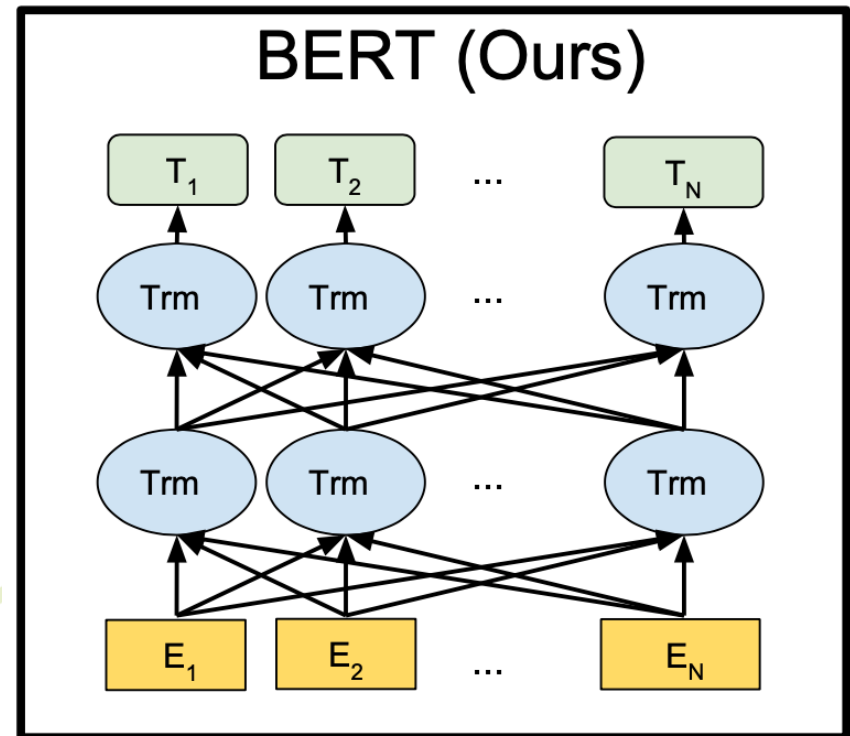 BERT (Ours)
T1 T2 ... TN
Trm Trm ... Trm
Trm Trm ... Trm
E1 E2 ... EN